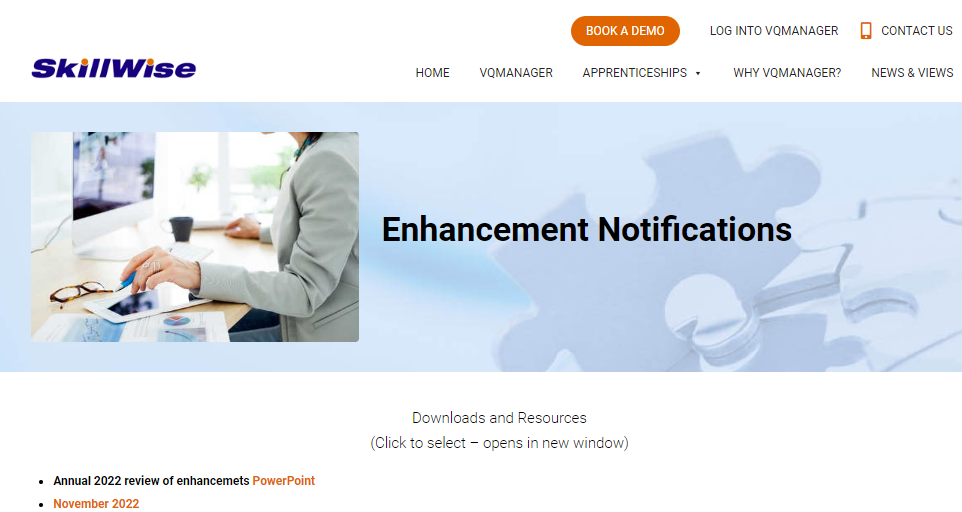 BOOK A DEMO LOG INTO VQMANAGER CONTACT US
SkillWise
HOME VQMANAGER APPRENTICESHIPS WHY VQMANAGER? NEWS & VIEWS
Enhancement Notifications
Downloads and Resources
(Click to select – opens in new window)
• Annual 2022 review of enhancemets PowerPoint
• November 2022